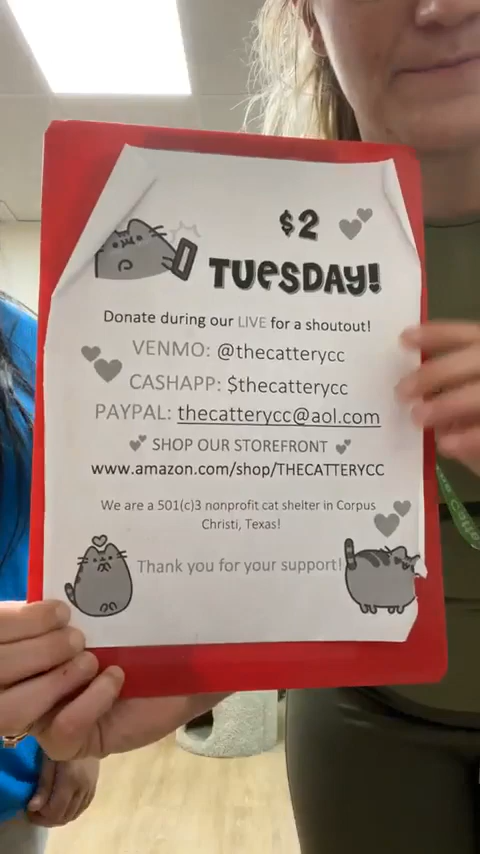 $2
TUESDAY!
Donate during our LIVE for a shoutout!
VENMO: @thecatterycc
CASHAPP: $thecatterycc
PAYPAL: thecatterycc@aol.com
SHOP OUR STOREFRONT
www.amazon.com/shop/THECATTERYCC
We are a 501(c)3 nonprofit cat shelter in Corpus
Christi, Texas!
Thank you for your support!